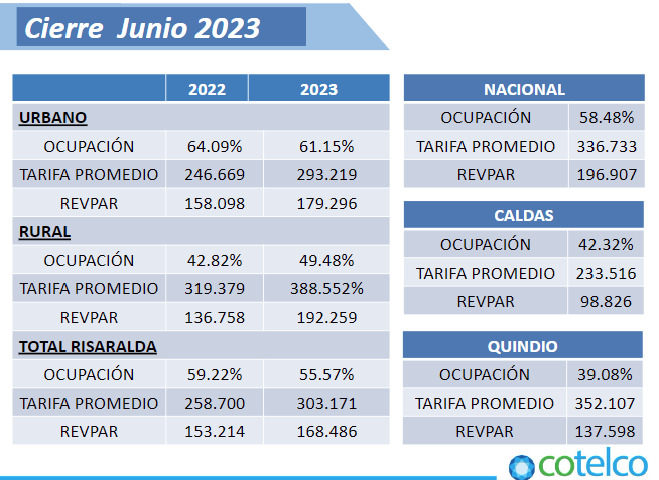 Cierre Junio 2023
2022 2023
URBANO
OCUPACIÓN 64.09% 61.15%
TARIFA PROMEDIO 246.669 293.219
REVPAR 158.098 179.296
RURAL
OCUPACIÓN 42.82% 49.48%
TARIFA PROMEDIO 319.379 388.552%
REVPAR 136.758 192.259
TOTAL RISARALDA
OCUPACIÓN 59.22% 55.57%
TARIFA PROMEDIO 258.700 303.171
REVPAR 153.214 168.486
NACIONAL
OCUPACIÓN 58.48%
TARIFA PROMEDIO 336.733
REVPAR 196.907
CALDAS
OCUPACIÓN 42.32%
TARIFA PROMEDIO 233.516
REVPAR 98.826
QUINDIO
OCUPACIÓN 39.08%
TARIFA PROMEDIO 352.107
REVPAR 137.598
cotelco